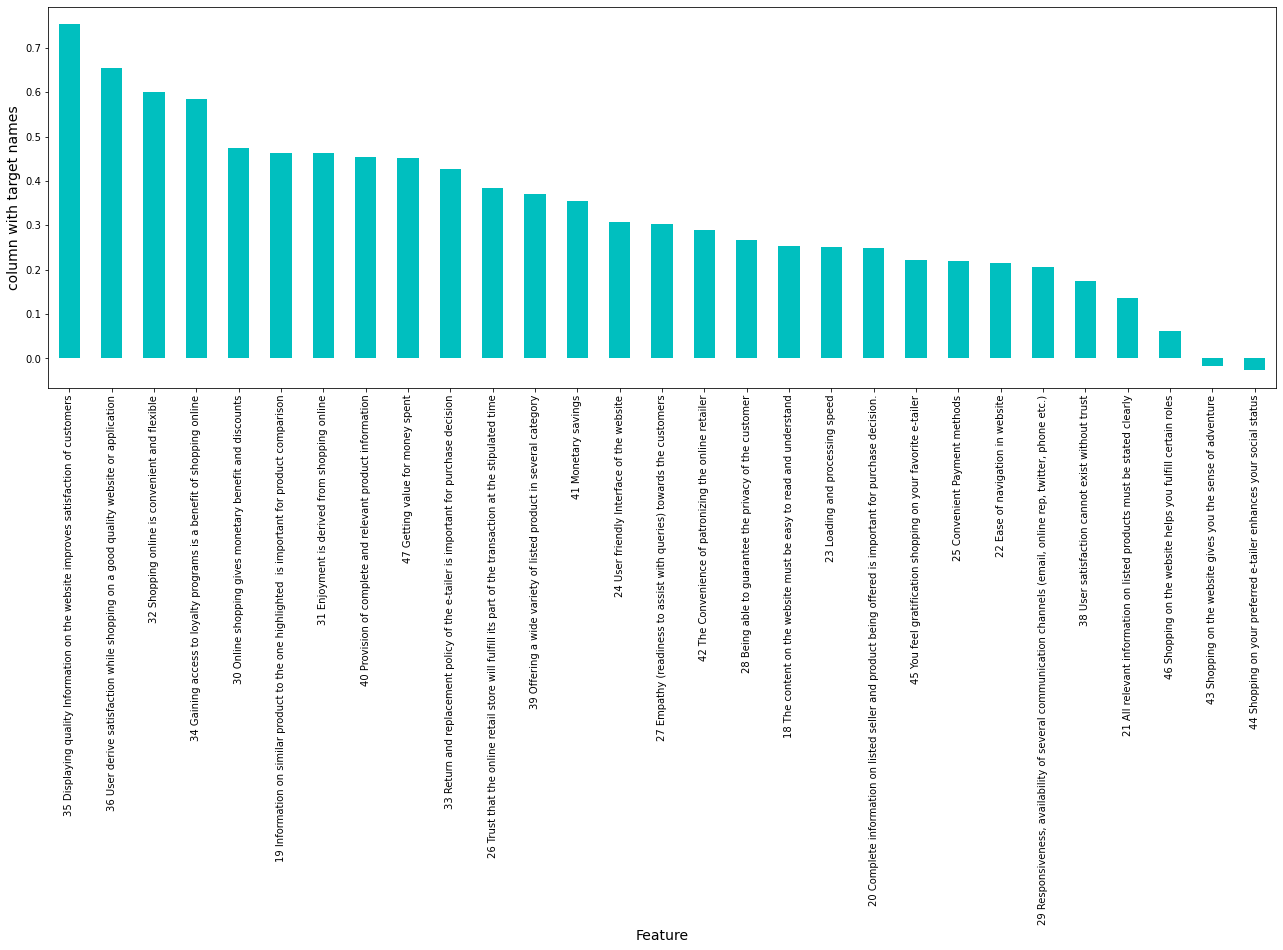 column with target names
0.7
0.6
0.5
0.4
0.3
0.2
0.1
0.0
35 Displaying quality Information on the website improves satisfaction of customers
36 User derive satisfaction while shopping on a good quality website or application
32 Shopping online is convenient and flexible
34 Gaining access to loyalty programs is a benefit of shopping online
30 Online shopping gives monetary benefit and discounts
19 Information on similar product to the one highlighted  is important for product comparison
31 Enjoyment is derived from shopping online
40 Provision of complete and relevant product information
47 Getting value for money spent
33 Return and replacement policy of the e-tailer is important for purchase decision
26 Trust that the online retail store will fulfill its part of the transaction at the stipulated time
39 Offering a wide variety of listed product in several category
41 Monetary savings
24 User friendly Interface of the website
27 Empathy (readiness to assist with queries) towards the customers
42 The Convenience of patronizing the online retailer
28 Being able to guarantee the privacy of the customer
18 The content on the website must be easy to read and understand
23 Loading and processing speed
20 Complete information on listed seller and product being offered is important for purchase decision.
45 You feel gratification shopping on your favorite e-tailer
25 Convenient Payment methods
22 Ease of navigation in website
29 Responsiveness, availability of several communication channels (email, online rep, twitter, phone etc.)
38 User satisfaction cannot exist without trust
21 All relevant information on listed products must be stated clearly
46 Shopping on the website helps you fulfill certain roles
43 Shopping on the website gives you the sense of adventure
44 Shopping on your preferred e-tailer enhances your social status
Feature